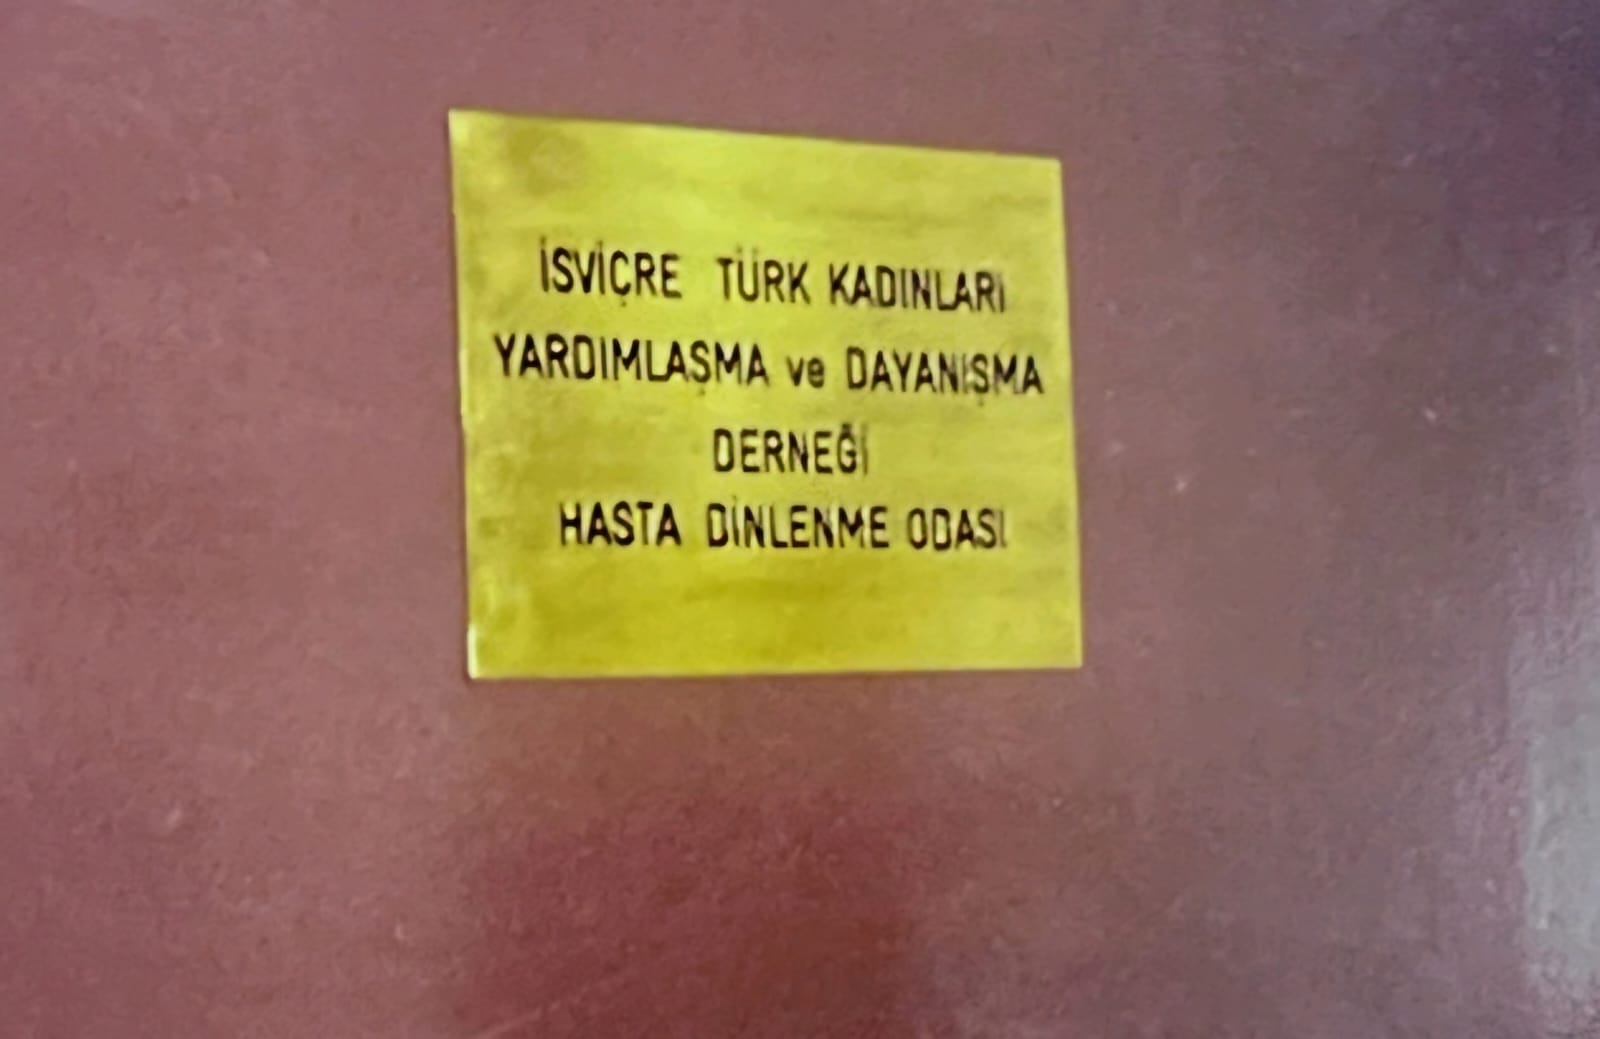 İSVİÇRE TÜRK KADINLARI
YARDIMLAŞMA ve DAYANIŞMA
DERNEĞİ
HASTA DİNLENME ODASI